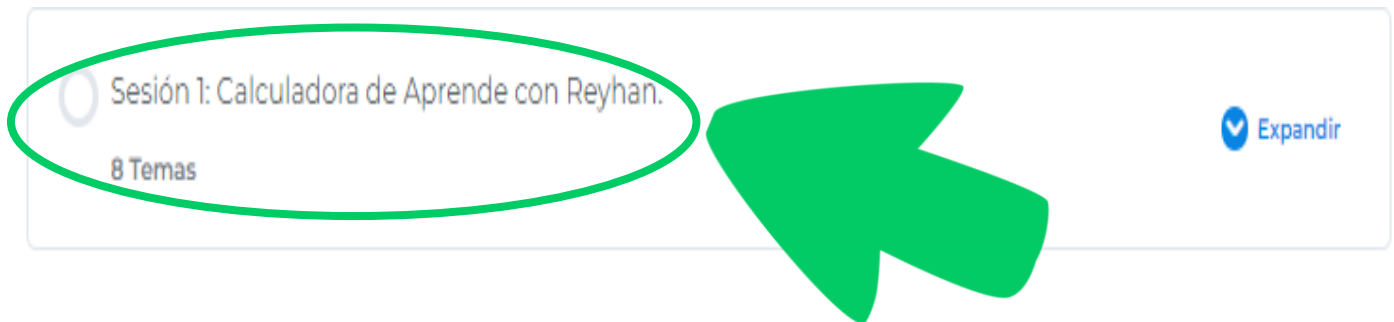 Sesión 1: Calculadora de Aprende con Reyhan.
Expandir
8 Temas